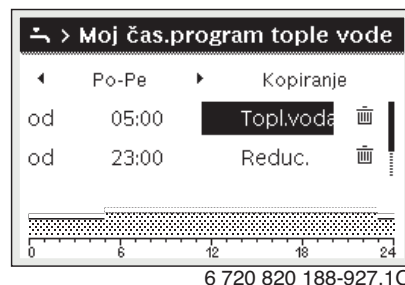 > Moj čas.program tople vode
Po-Pe Kopiranje
od 05:00 Topl.voda
od 23:00 Reduc.
0 6 12 18 24
6 720 820 188-927.1O